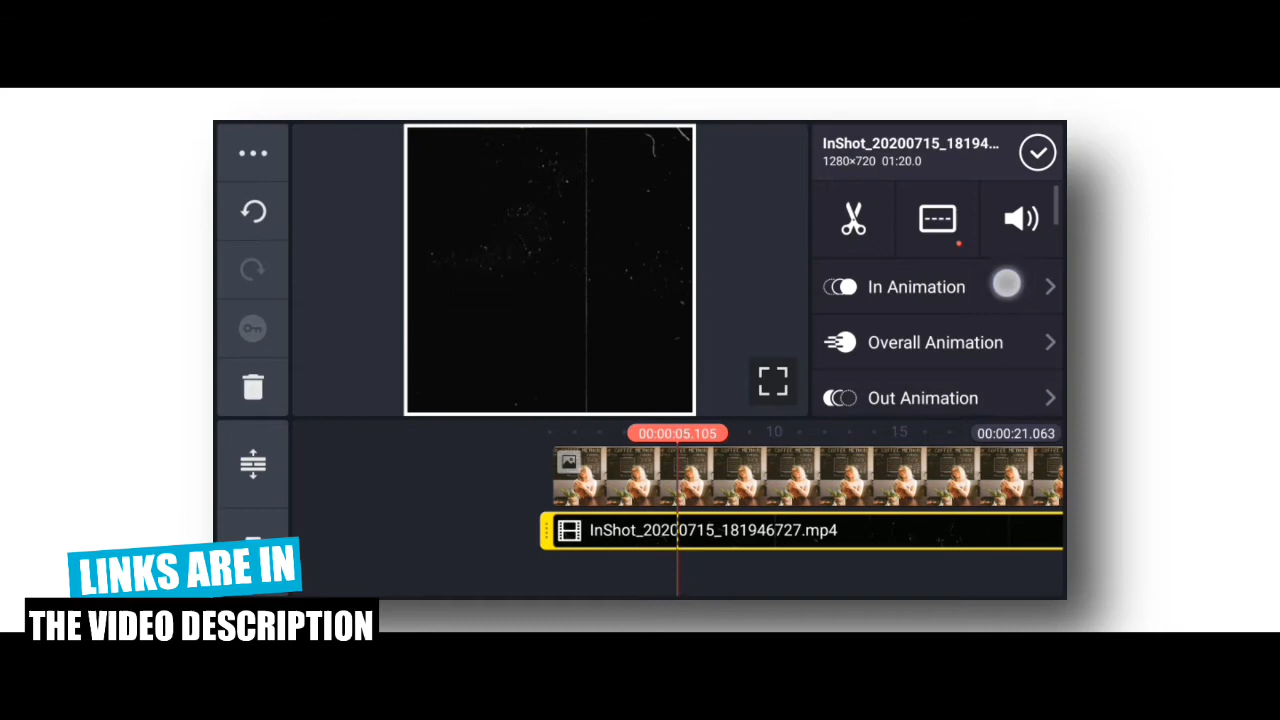 InShot_20200715_18194...
1280×720 01:20.0
In Animation
Overall Animation
Out Animation
00:00:05.105
10
15
00:00:21.063
InShot_20200715_181946727.mp4
LINKS ARE IN
THE VIDEO DESCRIPTION